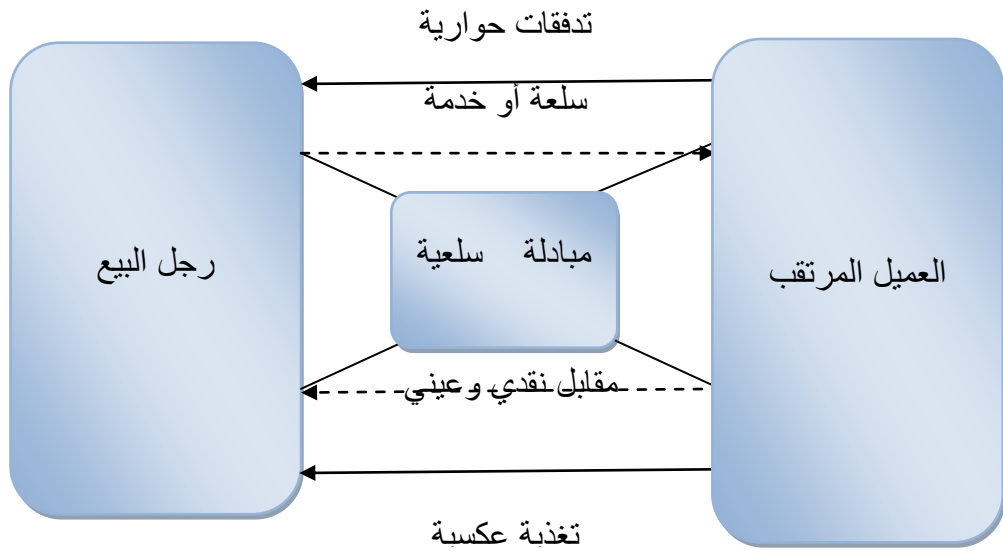 تدفقات حوارية
سلعة أو خدمة
العميل المرتقب
مبادلة سلعية
رجل البيع
مقابل نقدي وعيني
تغذية عكسية